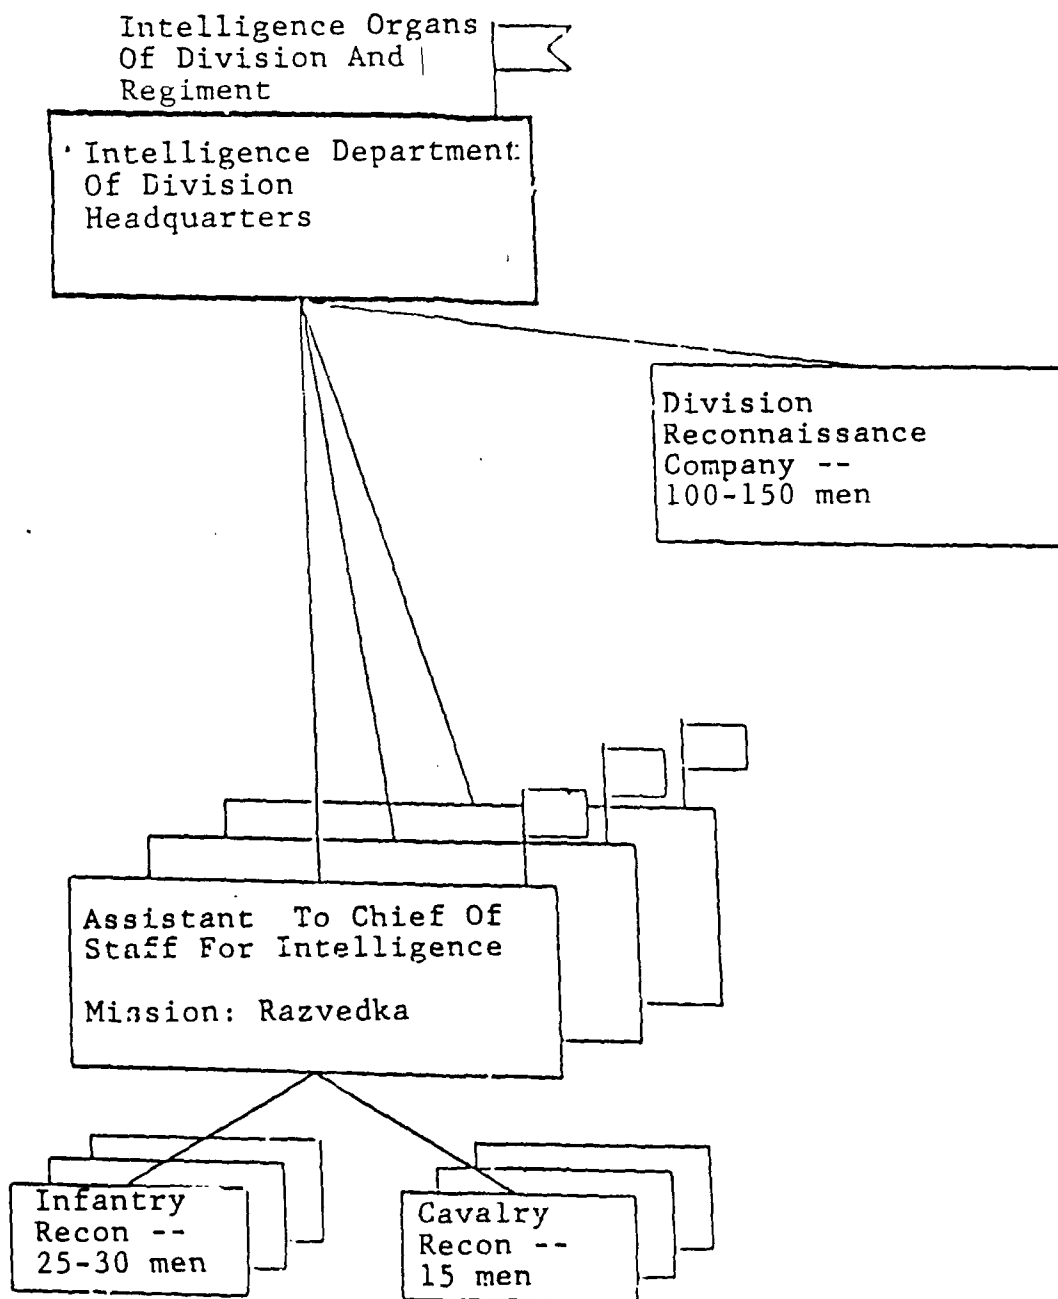 Intelligence Organs
Of Division And
Regiment
Intelligence Department
Of Division
Headquarters
Division
Reconnaissance
Company --
100-150 men
Assistant To Chief Of
Staff For Intelligence
Mission: Razvedka
Infantry
Recon --
25-30 men
Cavalry
Recon --
15 men